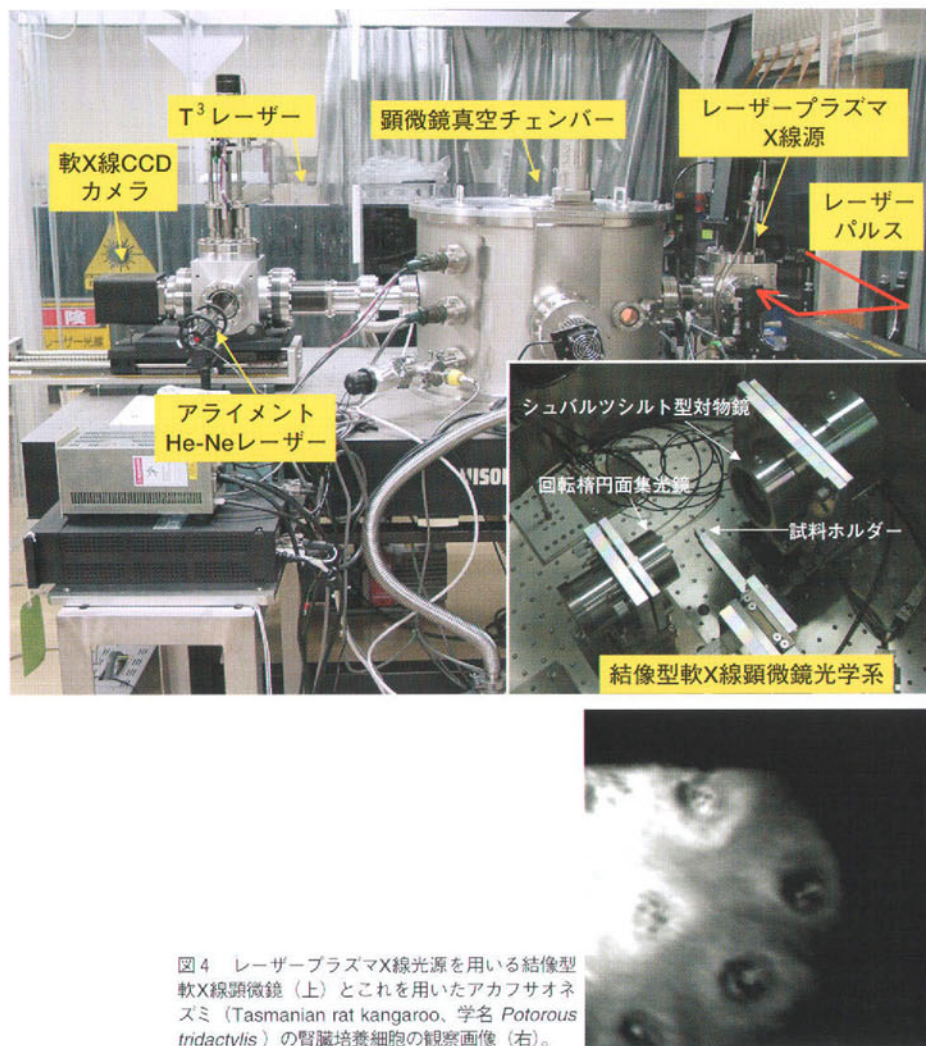 T³ レーザー
顕微鏡真空チェンバー
レーザープラズマ
X線源
軟X線CCD
カメラ
レーザー
パルス
険
レーザー光線
アライメント
He-Neレーザー
シュバルツシルト型対物鏡
回転楕円面集光鏡
試料ホルダー
結像型軟X線顕微鏡光学系
図4 レーザープラズマX線光源を用いる結像型
軟X線顕微鏡（上）とこれを用いたアカフサオネ
ズミ（Tasmanian rat kangaroo、学名 Potorous
tridactylis）の腎臓培養細胞の観察画像（右）。